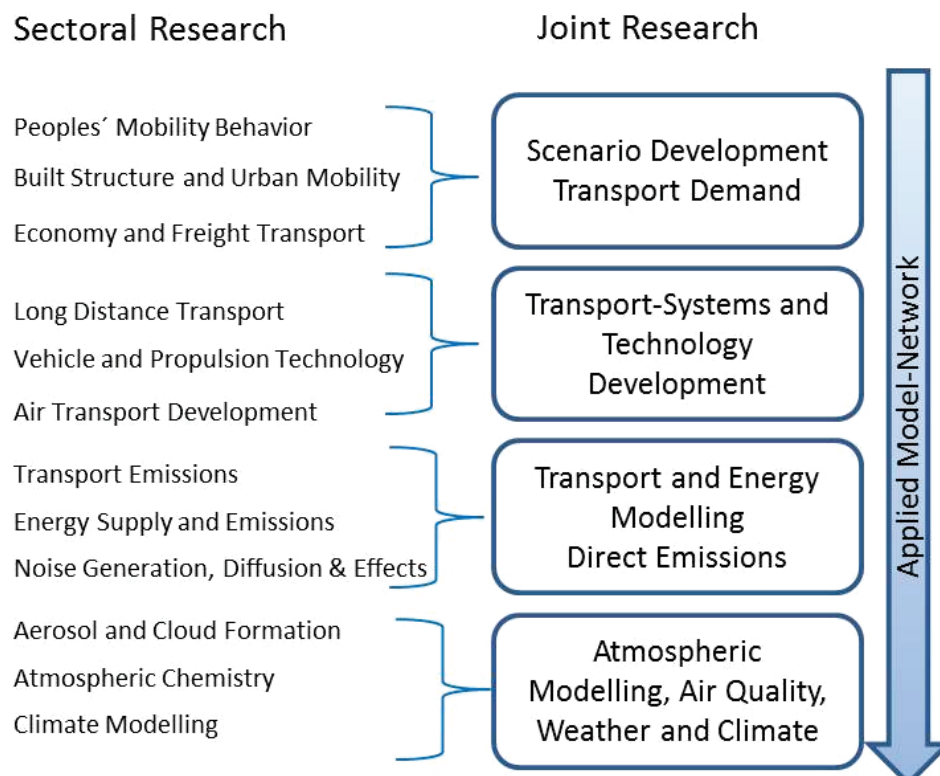 Sectoral Research
Joint Research
Peoples´ Mobility Behavior
Built Structure and Urban Mobility
Economy and Freight Transport
Scenario Development
Transport Demand
Long Distance Transport
Vehicle and Propulsion Technology
Air Transport Development
Transport-Systems and
Technology
Development
Transport Emissions
Energy Supply and Emissions
Noise Generation, Diffusion & Effects
Transport and Energy
Modelling
Direct Emissions
Aerosol and Cloud Formation
Atmospheric Chemistry
Climate Modelling
Atmospheric
Modelling, Air Quality,
Weather and Climate
Applied Model-Network